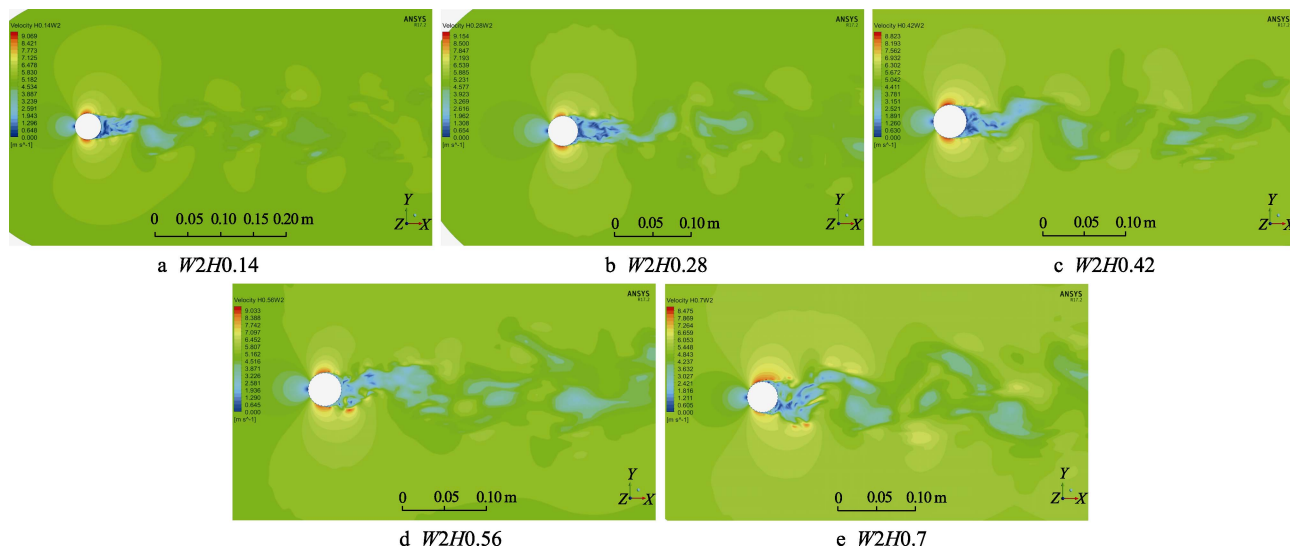 Velocity H0.14W2
9.069
8.421
7.773
7.125
6.478
5.830
5.182
4.534
3.887
3.239
2.591
1.943
1.296
0.648
0.000
[m s^-1]
ANSYS
R17.2
0 0.05 0.10 0.15 0.20 m
Y
Z X
a W2H0.14
Velocity H0.28W2
9.154
8.500
7.847
7.193
6.539
5.885
5.231
4.577
3.923
3.269
2.616
1.962
1.308
0.654
0.000
[m s^-1]
ANSYS
R17.2
0 0.05 0.10 m
Y
Z X
b W2H0.28
Velocity H0.42W2
8.823
8.193
7.562
6.932
6.302
5.672
5.042
4.411
3.781
3.151
2.521
1.891
1.260
0.630
0.000
[m s^-1]
ANSYS
R17.2
0 0.05 0.10 m
Y
Z X
c W2H0.42
Velocity H0.56W2
9.033
8.388
7.742
7.097
6.452
5.807
5.162
4.516
3.871
3.226
2.581
1.936
1.290
0.645
0.000
[m s^-1]
ANSYS
R17.2
0 0.05 0.10 m
Y
Z X
d W2H0.56
Velocity H0.7W2
8.475
7.869
7.264
6.659
6.053
5.448
4.843
4.237
3.632
3.027
2.421
1.816
1.211
0.605
0.000
[m s^-1]
ANSYS
R17.2
0 0.05 0.10 m
Y
Z X
e W2H0.7